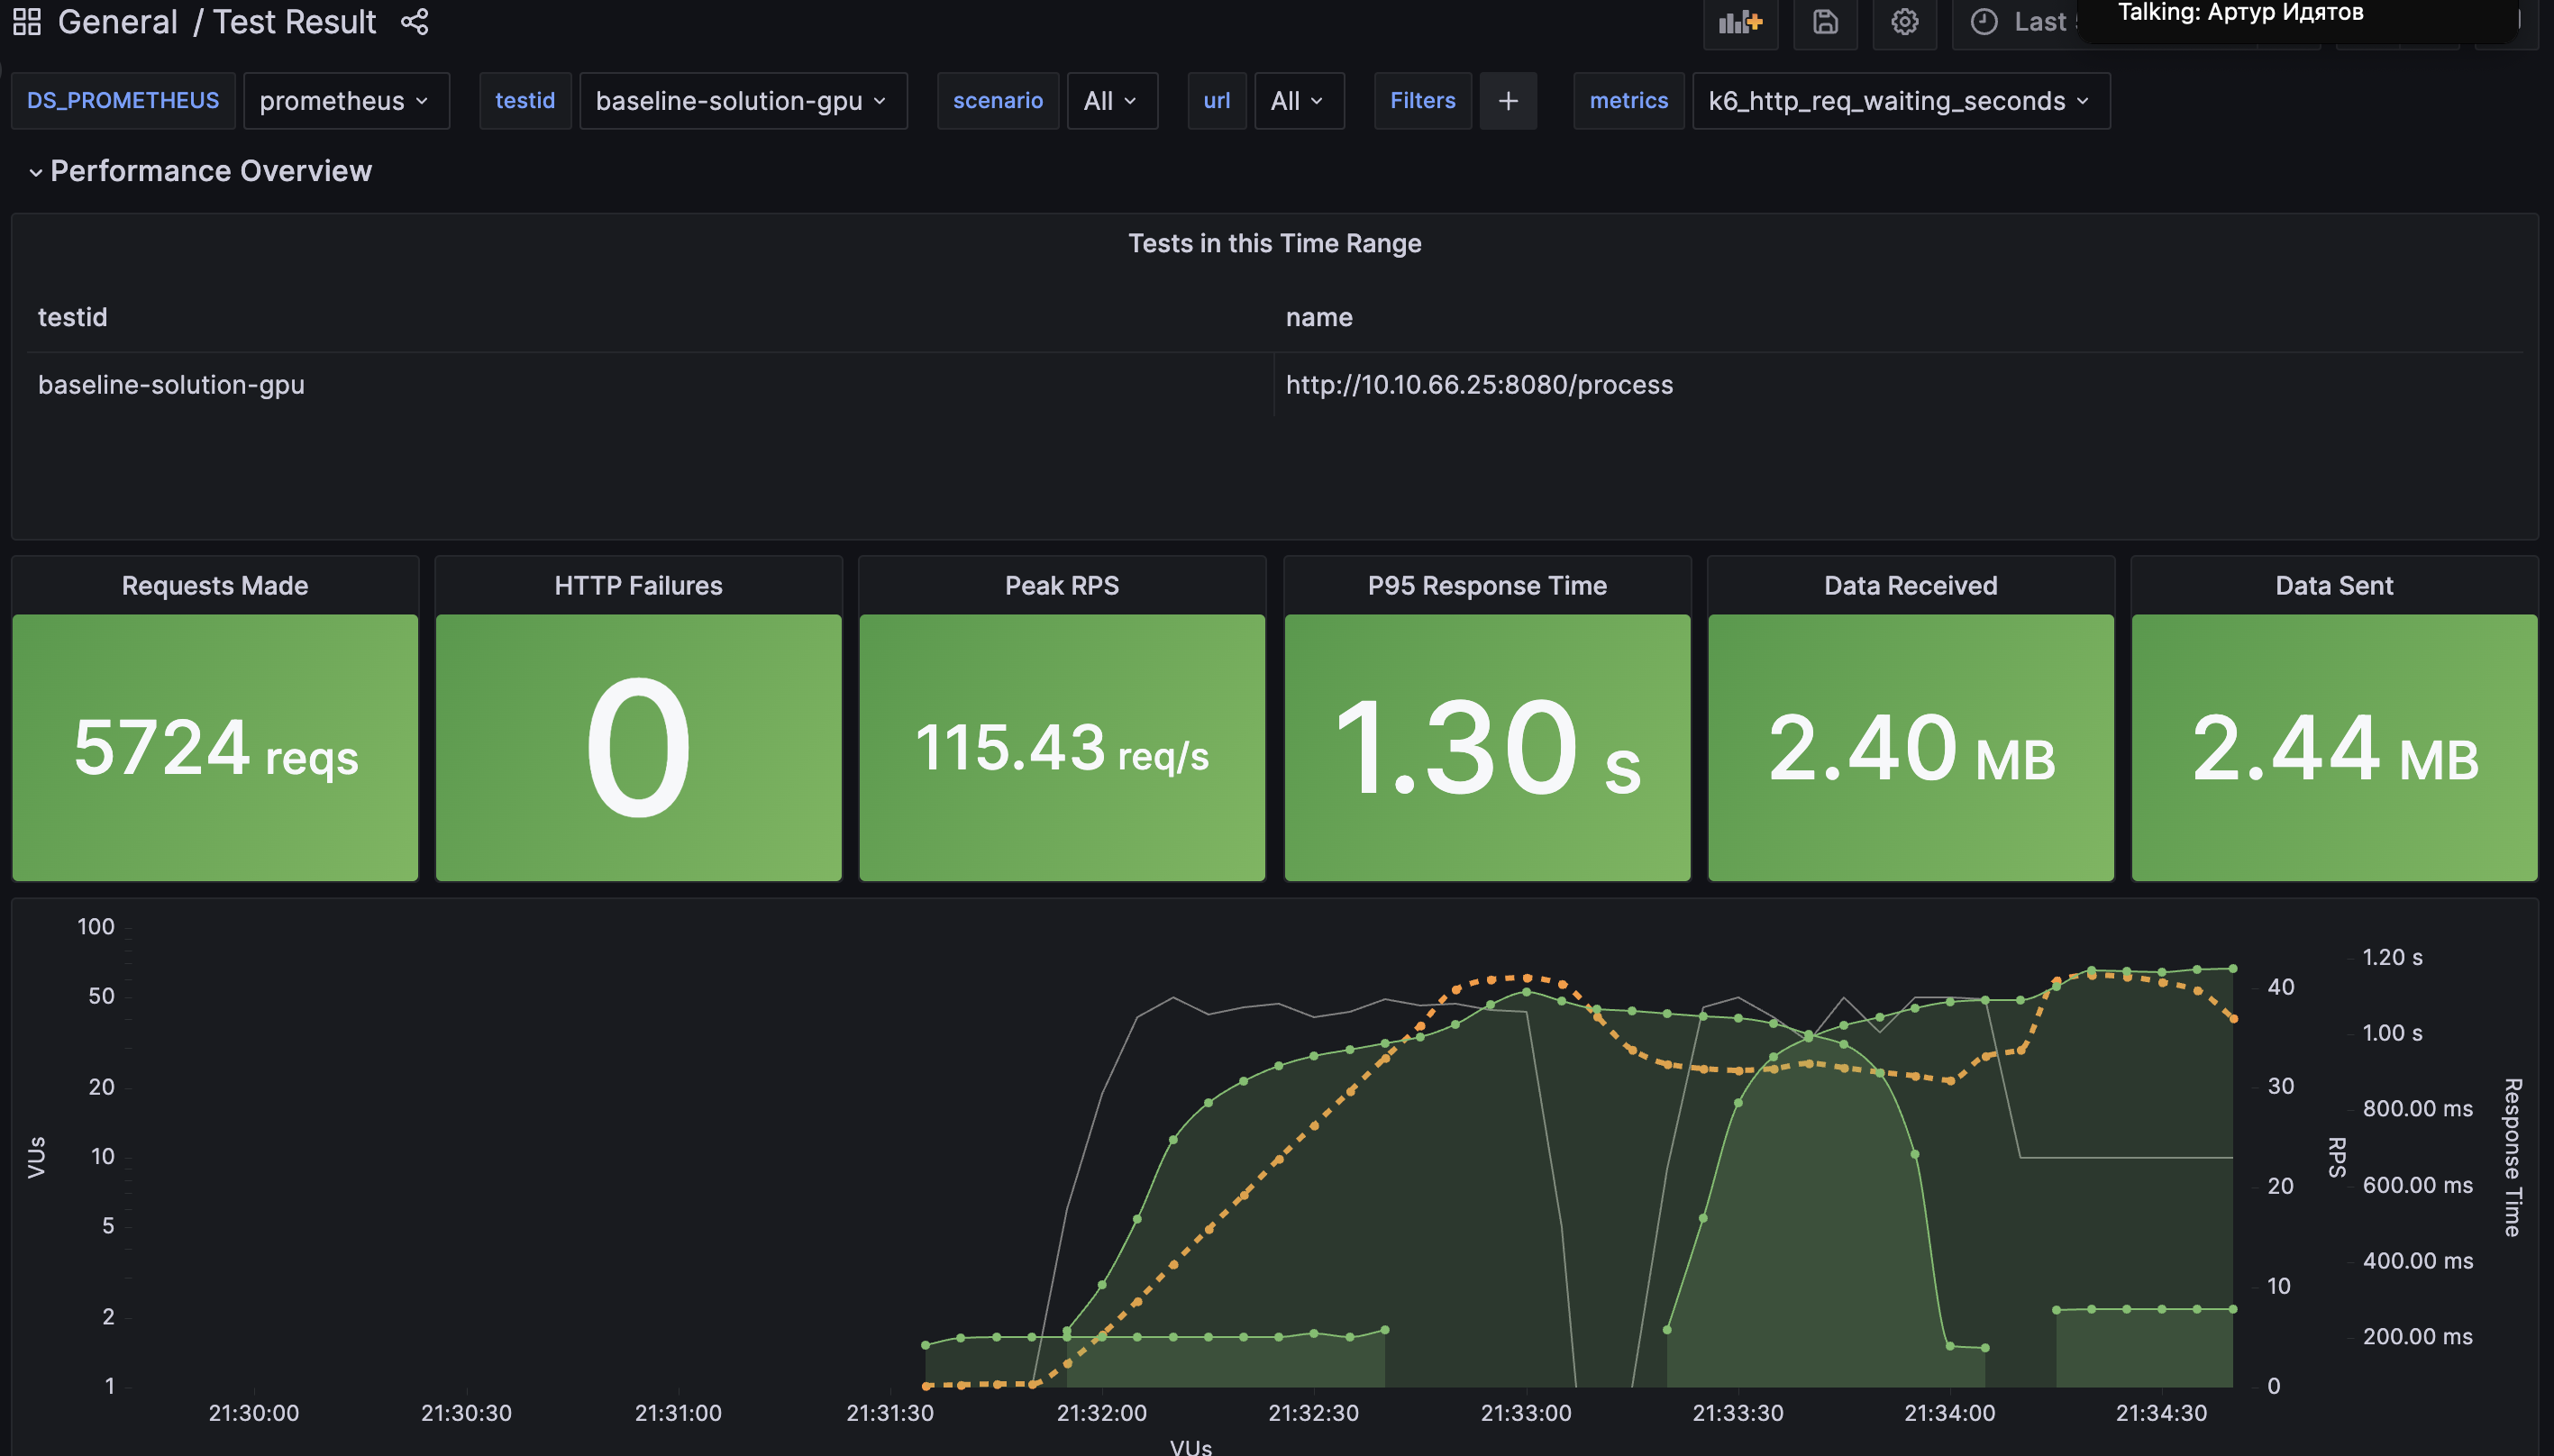 General / Test Result
Last
Talking: Артур Идятов
DS_PROMETHEUS prometheus testid baseline-solution-gpu scenario All url All Filters + metrics k6_http_req_waiting_seconds
Performance Overview
Tests in this Time Range
testid name
baseline-solution-gpu http://10.10.66.25:8080/process
Requests Made HTTP Failures Peak RPS P95 Response Time Data Received Data Sent
5724 reqs 0 115.43 req/s 1.30 s 2.40 MB 2.44 MB
100
50
20
10
5
2
1
VUs
40
30
20
10
0
RPS
1.20 s
1.00 s
800.00 ms
600.00 ms
400.00 ms
200.00 ms
Response Time
21:30:00 21:30:30 21:31:00 21:31:30 21:32:00 21:32:30 21:33:00 21:33:30 21:34:00 21:34:30
VUs